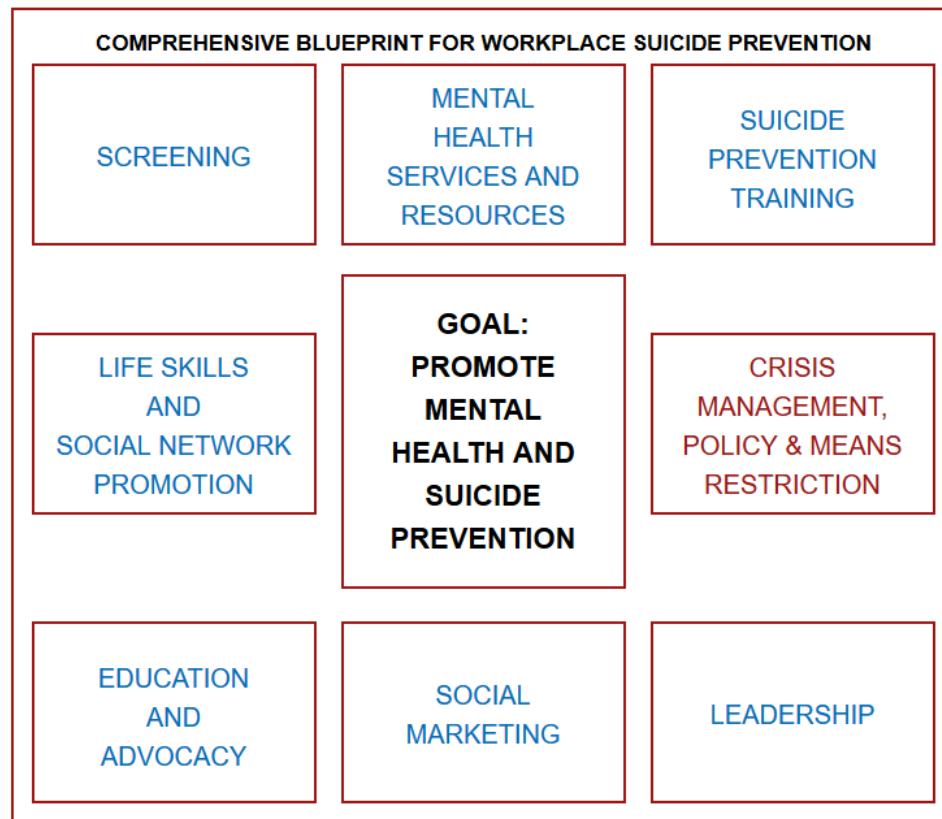 COMPREHENSIVE BLUEPRINT FOR WORKPLACE SUICIDE PREVENTION
SCREENING
MENTAL
HEALTH
SERVICES AND
RESOURCES
SUICIDE
PREVENTION
TRAINING
LIFE SKILLS
AND
SOCIAL NETWORK
PROMOTION
GOAL:
PROMOTE
MENTAL
HEALTH AND
SUICIDE
PREVENTION
CRISIS
MANAGEMENT,
POLICY & MEANS
RESTRICTION
EDUCATION
AND
ADVOCACY
SOCIAL
MARKETING
LEADERSHIP